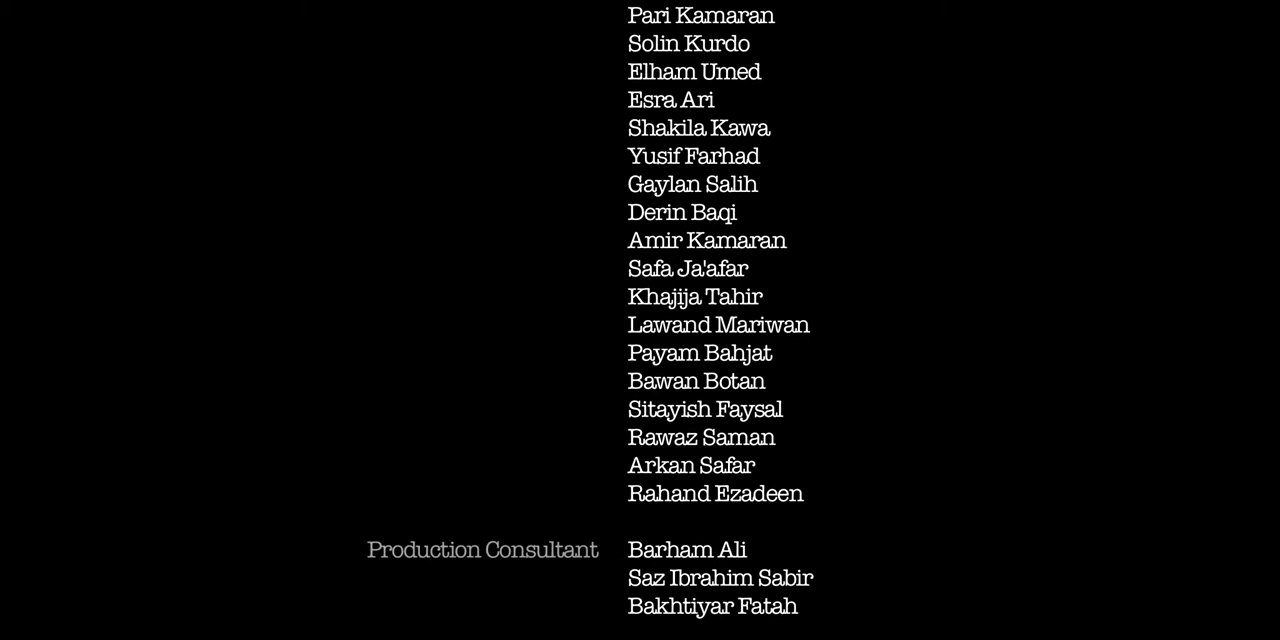 Pari Kamaran
Solin Kurdo
Elham Umed
Esra Ari
Shakila Kawa
Yusif Farhad
Gaylan Salih
Derin Baqi
Amir Kamaran
Safa Ja'afar
Khajija Tahir
Lawand Mariwan
Payam Bahjat
Bawan Botan
Sitayish Faysal
Rawaz Saman
Arkan Safar
Rahand Ezadeen
Production Consultant Barham Ali
Saz Ibrahim Sabir
Bakhtiyar Fatah